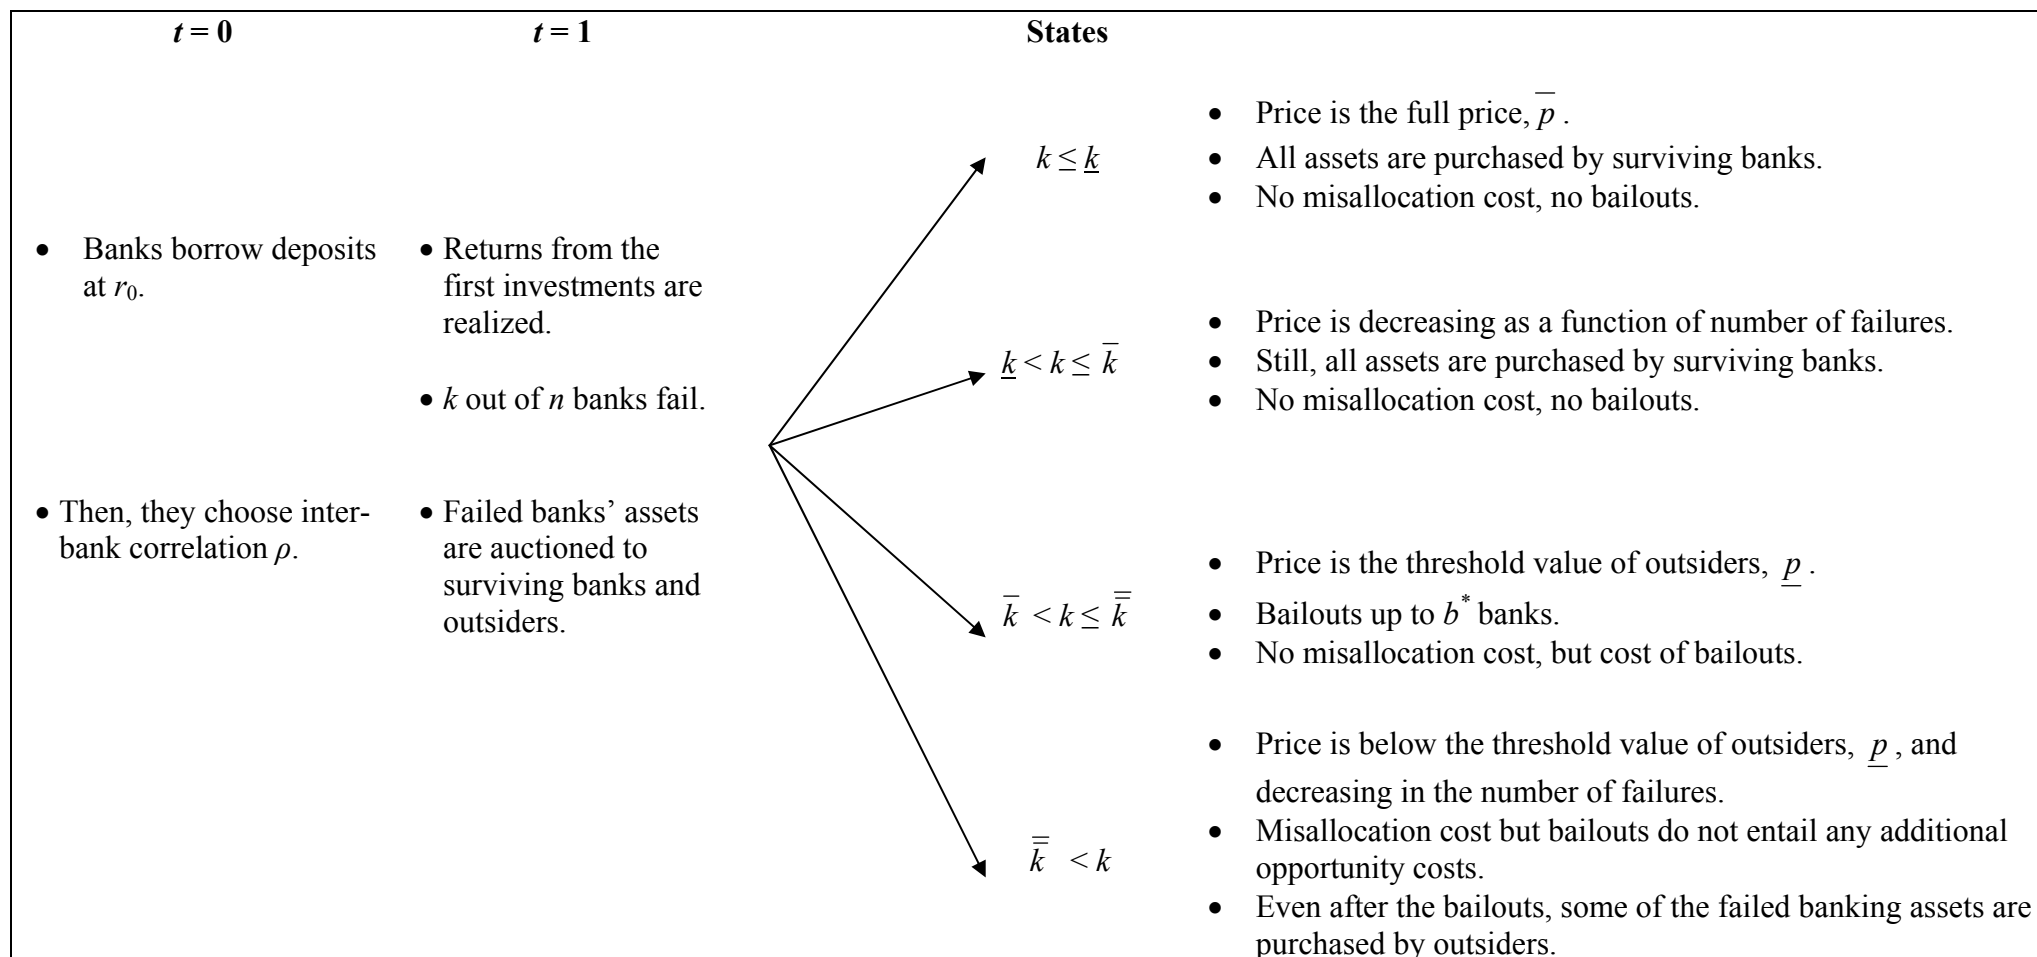 t = 0
t = 1
States
• Banks borrow deposits
at r₀.
• Then, they choose inter-
bank correlation ρ.
• Returns from the
first investments are
realized.
• k out of n banks fail.
• Failed banks’ assets
are auctioned to
surviving banks and
outsiders.
k ≤ k̲
• Price is the full price, p̅ .
• All assets are purchased by surviving banks.
• No misallocation cost, no bailouts.
k̲ < k ≤ k̅
• Price is decreasing as a function of number of failures.
• Still, all assets are purchased by surviving banks.
• No misallocation cost, no bailouts.
k̅ < k ≤ k̿
• Price is the threshold value of outsiders, p̲ .
• Bailouts up to b* banks.
• No misallocation cost, but cost of bailouts.
k̿ < k
• Price is below the threshold value of outsiders, p̲ , and
decreasing in the number of failures.
• Misallocation cost but bailouts do not entail any additional
opportunity costs.
• Even after the bailouts, some of the failed banking assets are
purchased by outsiders.